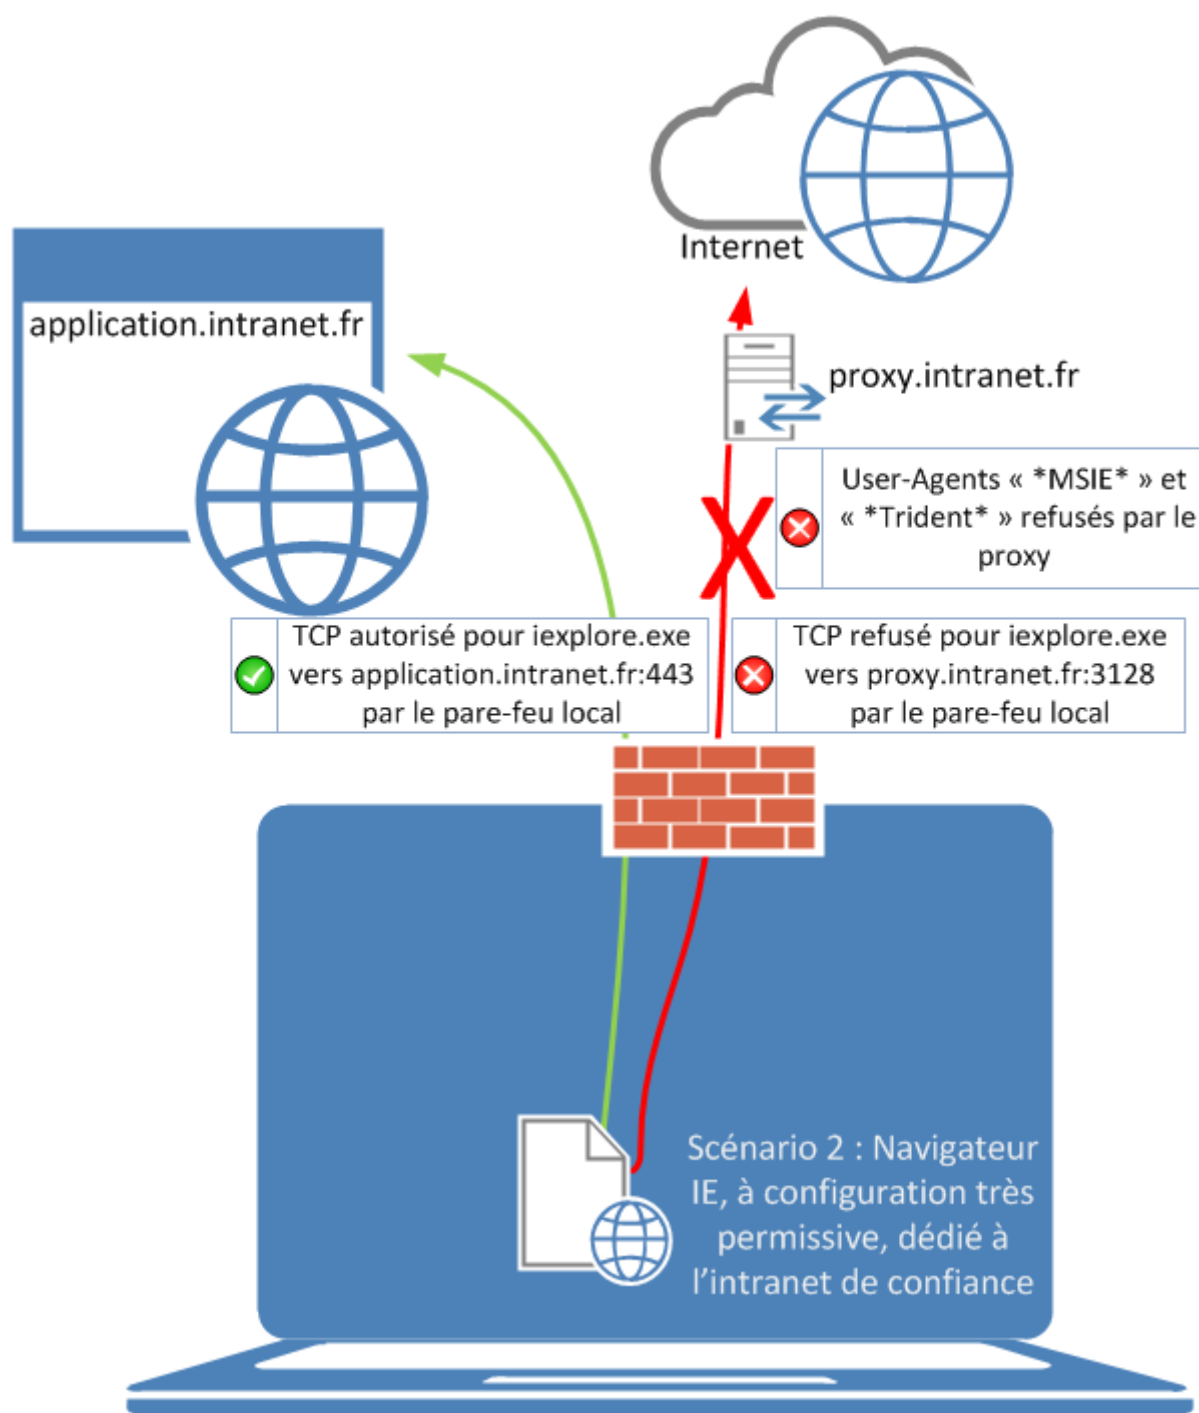 Internet
application.intranet.fr
proxy.intranet.fr
User-Agents « *MSIE* » et
« *Trident* » refusés par le
proxy
TCP autorisé pour iexplore.exe
vers application.intranet.fr:443
par le pare-feu local
TCP refusé pour iexplore.exe
vers proxy.intranet.fr:3128
par le pare-feu local
Scénario 2 : Navigateur
IE, à configuration très
permissive, dédié à
l’intranet de confiance